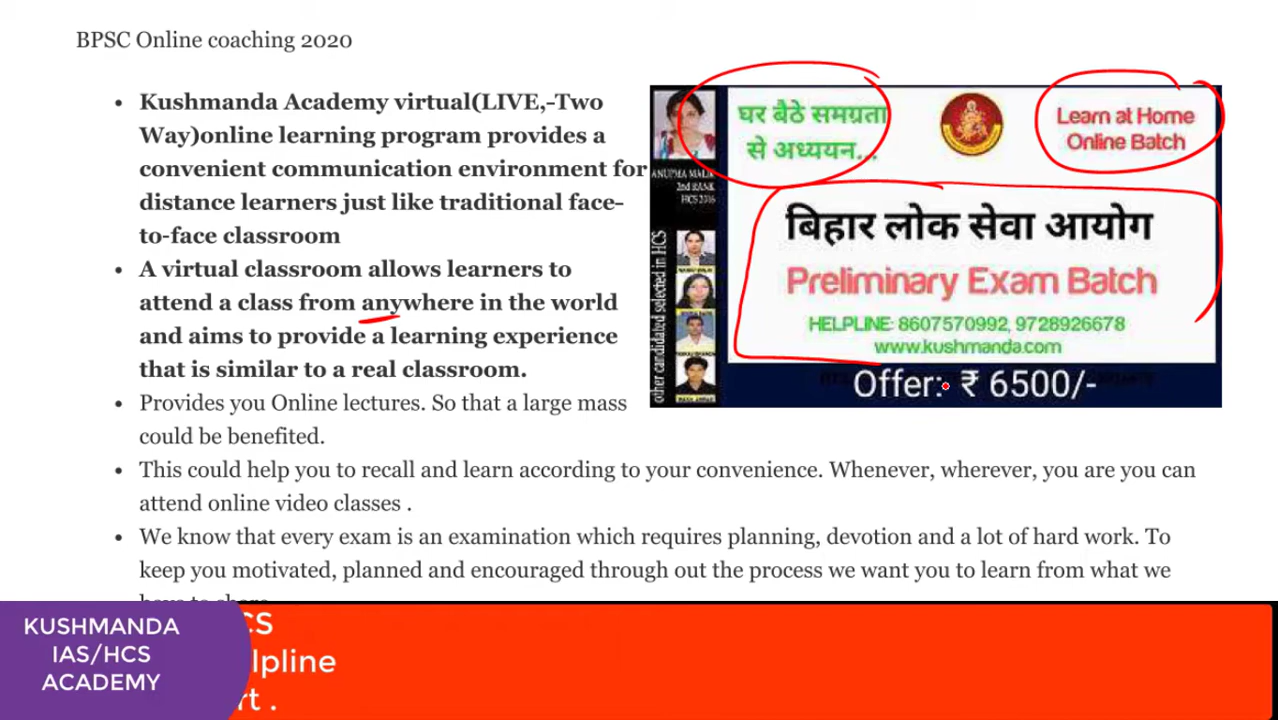 BPSC Online coaching 2020
• Kushmanda Academy virtual(LIVE,-Two
Way)online learning program provides a
convenient communication environment for
distance learners just like traditional face-
to-face classroom
• A virtual classroom allows learners to
attend a class from anywhere in the world
and aims to provide a learning experience
that is similar to a real classroom.
• Provides you Online lectures. So that a large mass
could be benefited.
• This could help you to recall and learn according to your convenience. Whenever, wherever, you are you can
attend online video classes .
• We know that every exam is an examination which requires planning, devotion and a lot of hard work. To
keep you motivated, planned and encouraged through out the process we want you to learn from what we
have to share
घर बैठे समग्रता
से अध्ययन...
Learn at Home
Online Batch
ANUPMA MALIK
2nd RANK
HCS 2016
other candidated selected in HCS
बिहार लोक सेवा आयोग
Preliminary Exam Batch
HELPLINE: 8607570992, 9728926678
www.kushmanda.com
Offer: ₹ 6500/-
KUSHMANDA
IAS/HCS
ACADEMY
CS
lpline
rt .